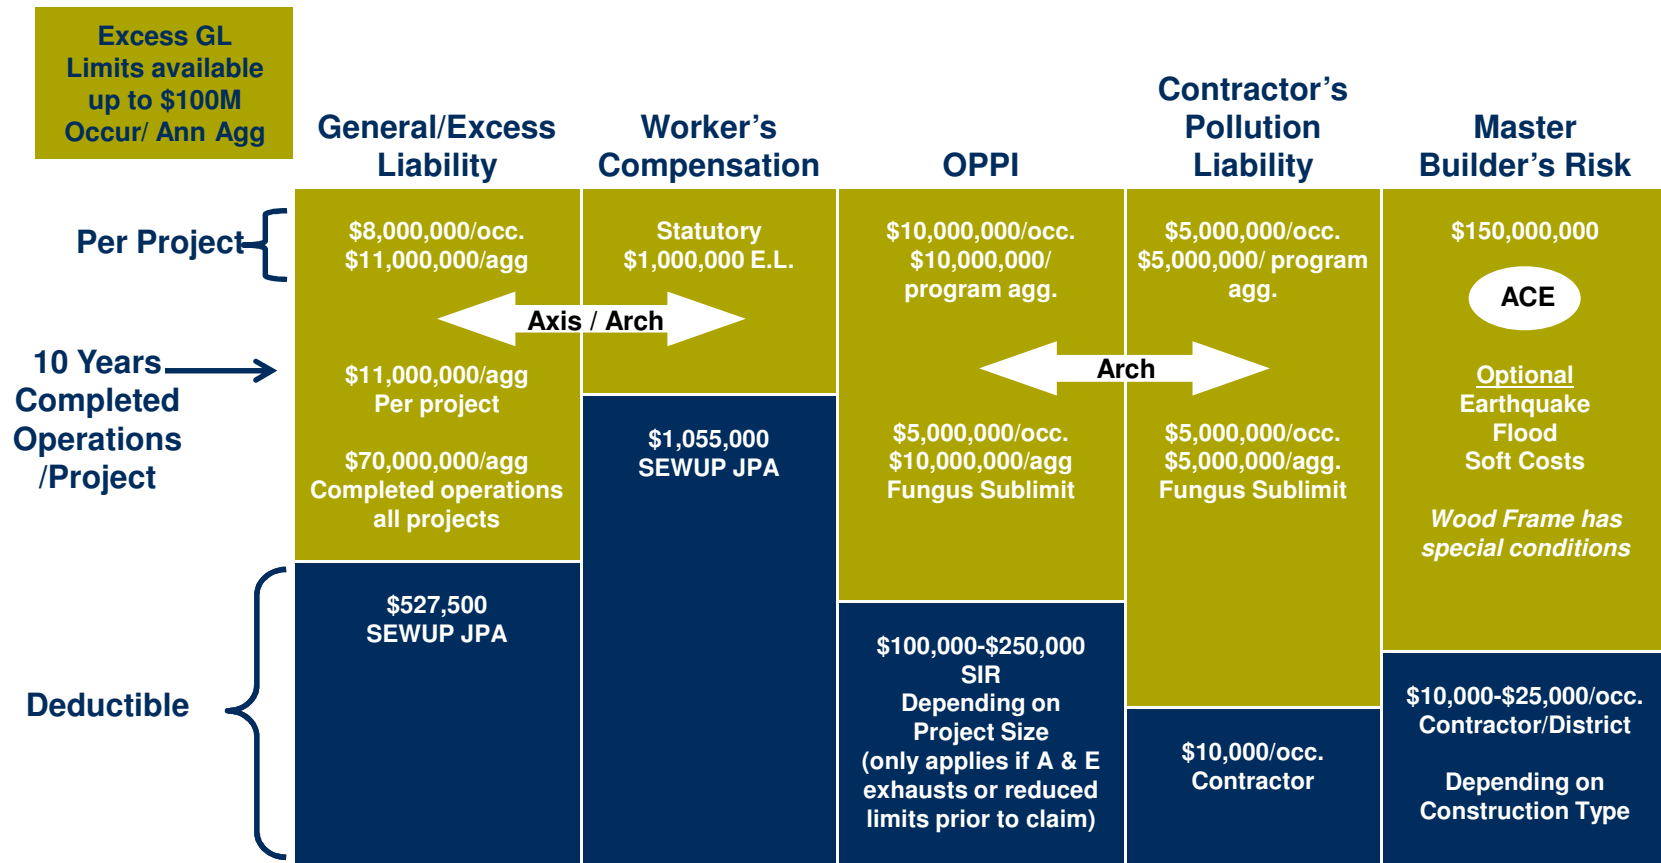 Excess GL
Limits available
up to $100M
Occur/ Ann Agg
General/Excess
Liability
Worker's
Compensation
OPPI
Contractor's
Pollution
Liability
Master
Builder's Risk
Per Project
$8,000,000/occ.
$11,000,000/agg
Statutory
$1,000,000 E.L.
$10,000,000/occ.
$10,000,000/
program agg.
$5,000,000/occ.
$5,000,000/ program
agg.
$150,000,000
ACE
Axis / Arch
Arch
10 Years
Completed
Operations
/Project
$11,000,000/agg
Per project
$70,000,000/agg
Completed operations
all projects
$1,055,000
SEWUP JPA
$5,000,000/occ.
$10,000,000/agg
Fungus Sublimit
$5,000,000/occ.
$5,000,000/agg.
Fungus Sublimit
Optional
Earthquake
Flood
Soft Costs
Wood Frame has
special conditions
Deductible
$527,500
SEWUP JPA
$100,000-$250,000
SIR
Depending on
Project Size
(only applies if A & E
exhausts or reduced
limits prior to claim)
$10,000/occ.
Contractor
$10,000-$25,000/occ.
Contractor/District
Depending on
Construction Type